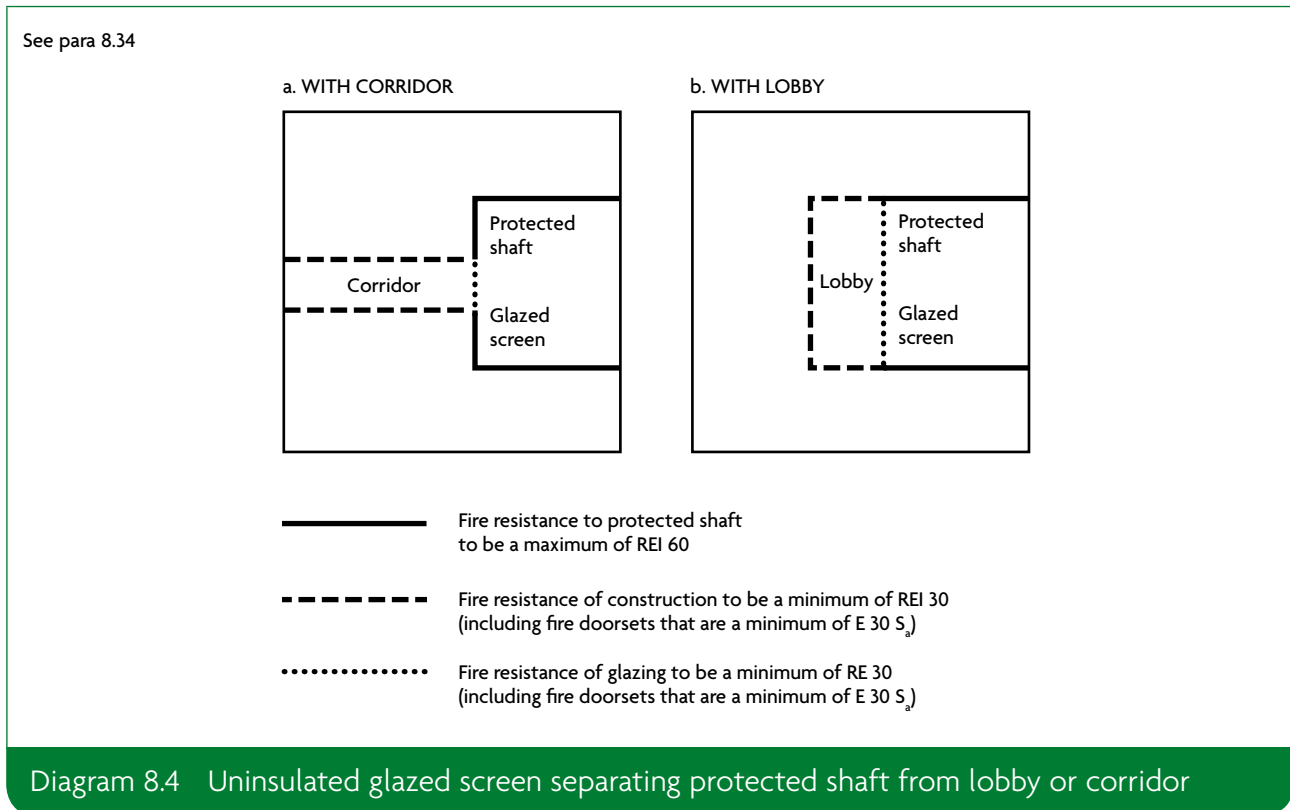 See para 8.34
a. WITH CORRIDOR
Protected
shaft
Corridor
Glazed
screen
b. WITH LOBBY
Protected
shaft
Lobby
Glazed
screen
Fire resistance to protected shaft
to be a maximum of REI 60
Fire resistance of construction to be a minimum of REI 30
(including fire doorsets that are a minimum of E 30 Sa)
Fire resistance of glazing to be a minimum of RE 30
(including fire doorsets that are a minimum of E 30 Sa)
Diagram 8.4 Uninsulated glazed screen separating protected shaft from lobby or corridor